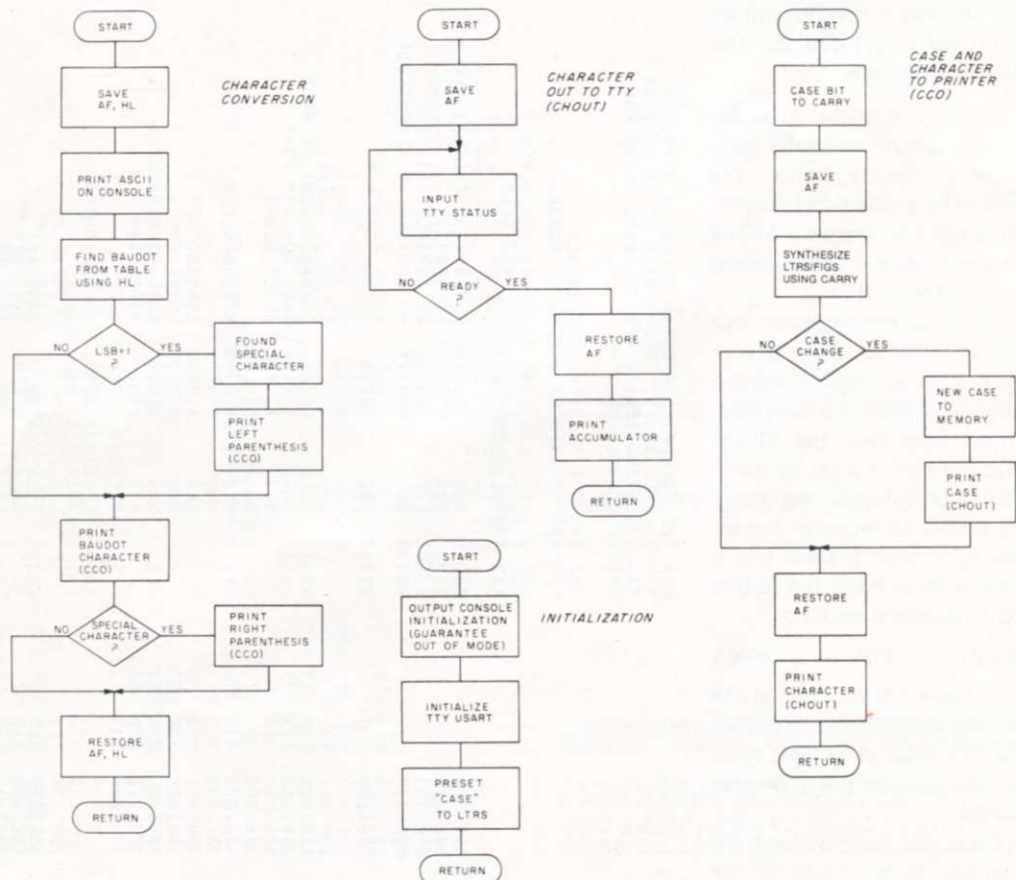 START
SAVE
AF, HL
CHARACTER
CONVERSION
PRINT ASCII
ON CONSOLE
FIND BAUDOT
FROM TABLE
USING HL
LSB=1
?
NO
YES
FOUND
SPECIAL
CHARACTER
PRINT
LEFT
PARENTHESIS
(CCO)
PRINT
BAUDOT
CHARACTER
(CCO)
SPECIAL
CHARACTER
?
NO
YES
PRINT
RIGHT
PARENTHESIS
(CCO)
RESTORE
AF, HL
RETURN
START
SAVE
AF
CHARACTER
OUT TO TTY
(CHOUT)
INPUT
TTY STATUS
READY
?
NO
YES
RESTORE
AF
PRINT
ACCUMULATOR
RETURN
START
OUTPUT CONSOLE
INITIALIZATION
(GUARANTEE
OUT OF MODE)
INITIALIZATION
INITIALIZE
TTY USART
PRESET
"CASE"
TO LTRS
RETURN
START
CASE BIT
TO CARRY
CASE AND
CHARACTER
TO PRINTER
(CCO)
SAVE
AF
SYNTHESIZE
LTRS/FIGS
USING CARRY
CASE
CHANGE
?
NO
YES
NEW CASE
TO
MEMORY
PRINT
CASE
(CHOUT)
RESTORE
AF
PRINT
CHARACTER
(CHOUT)
RETURN